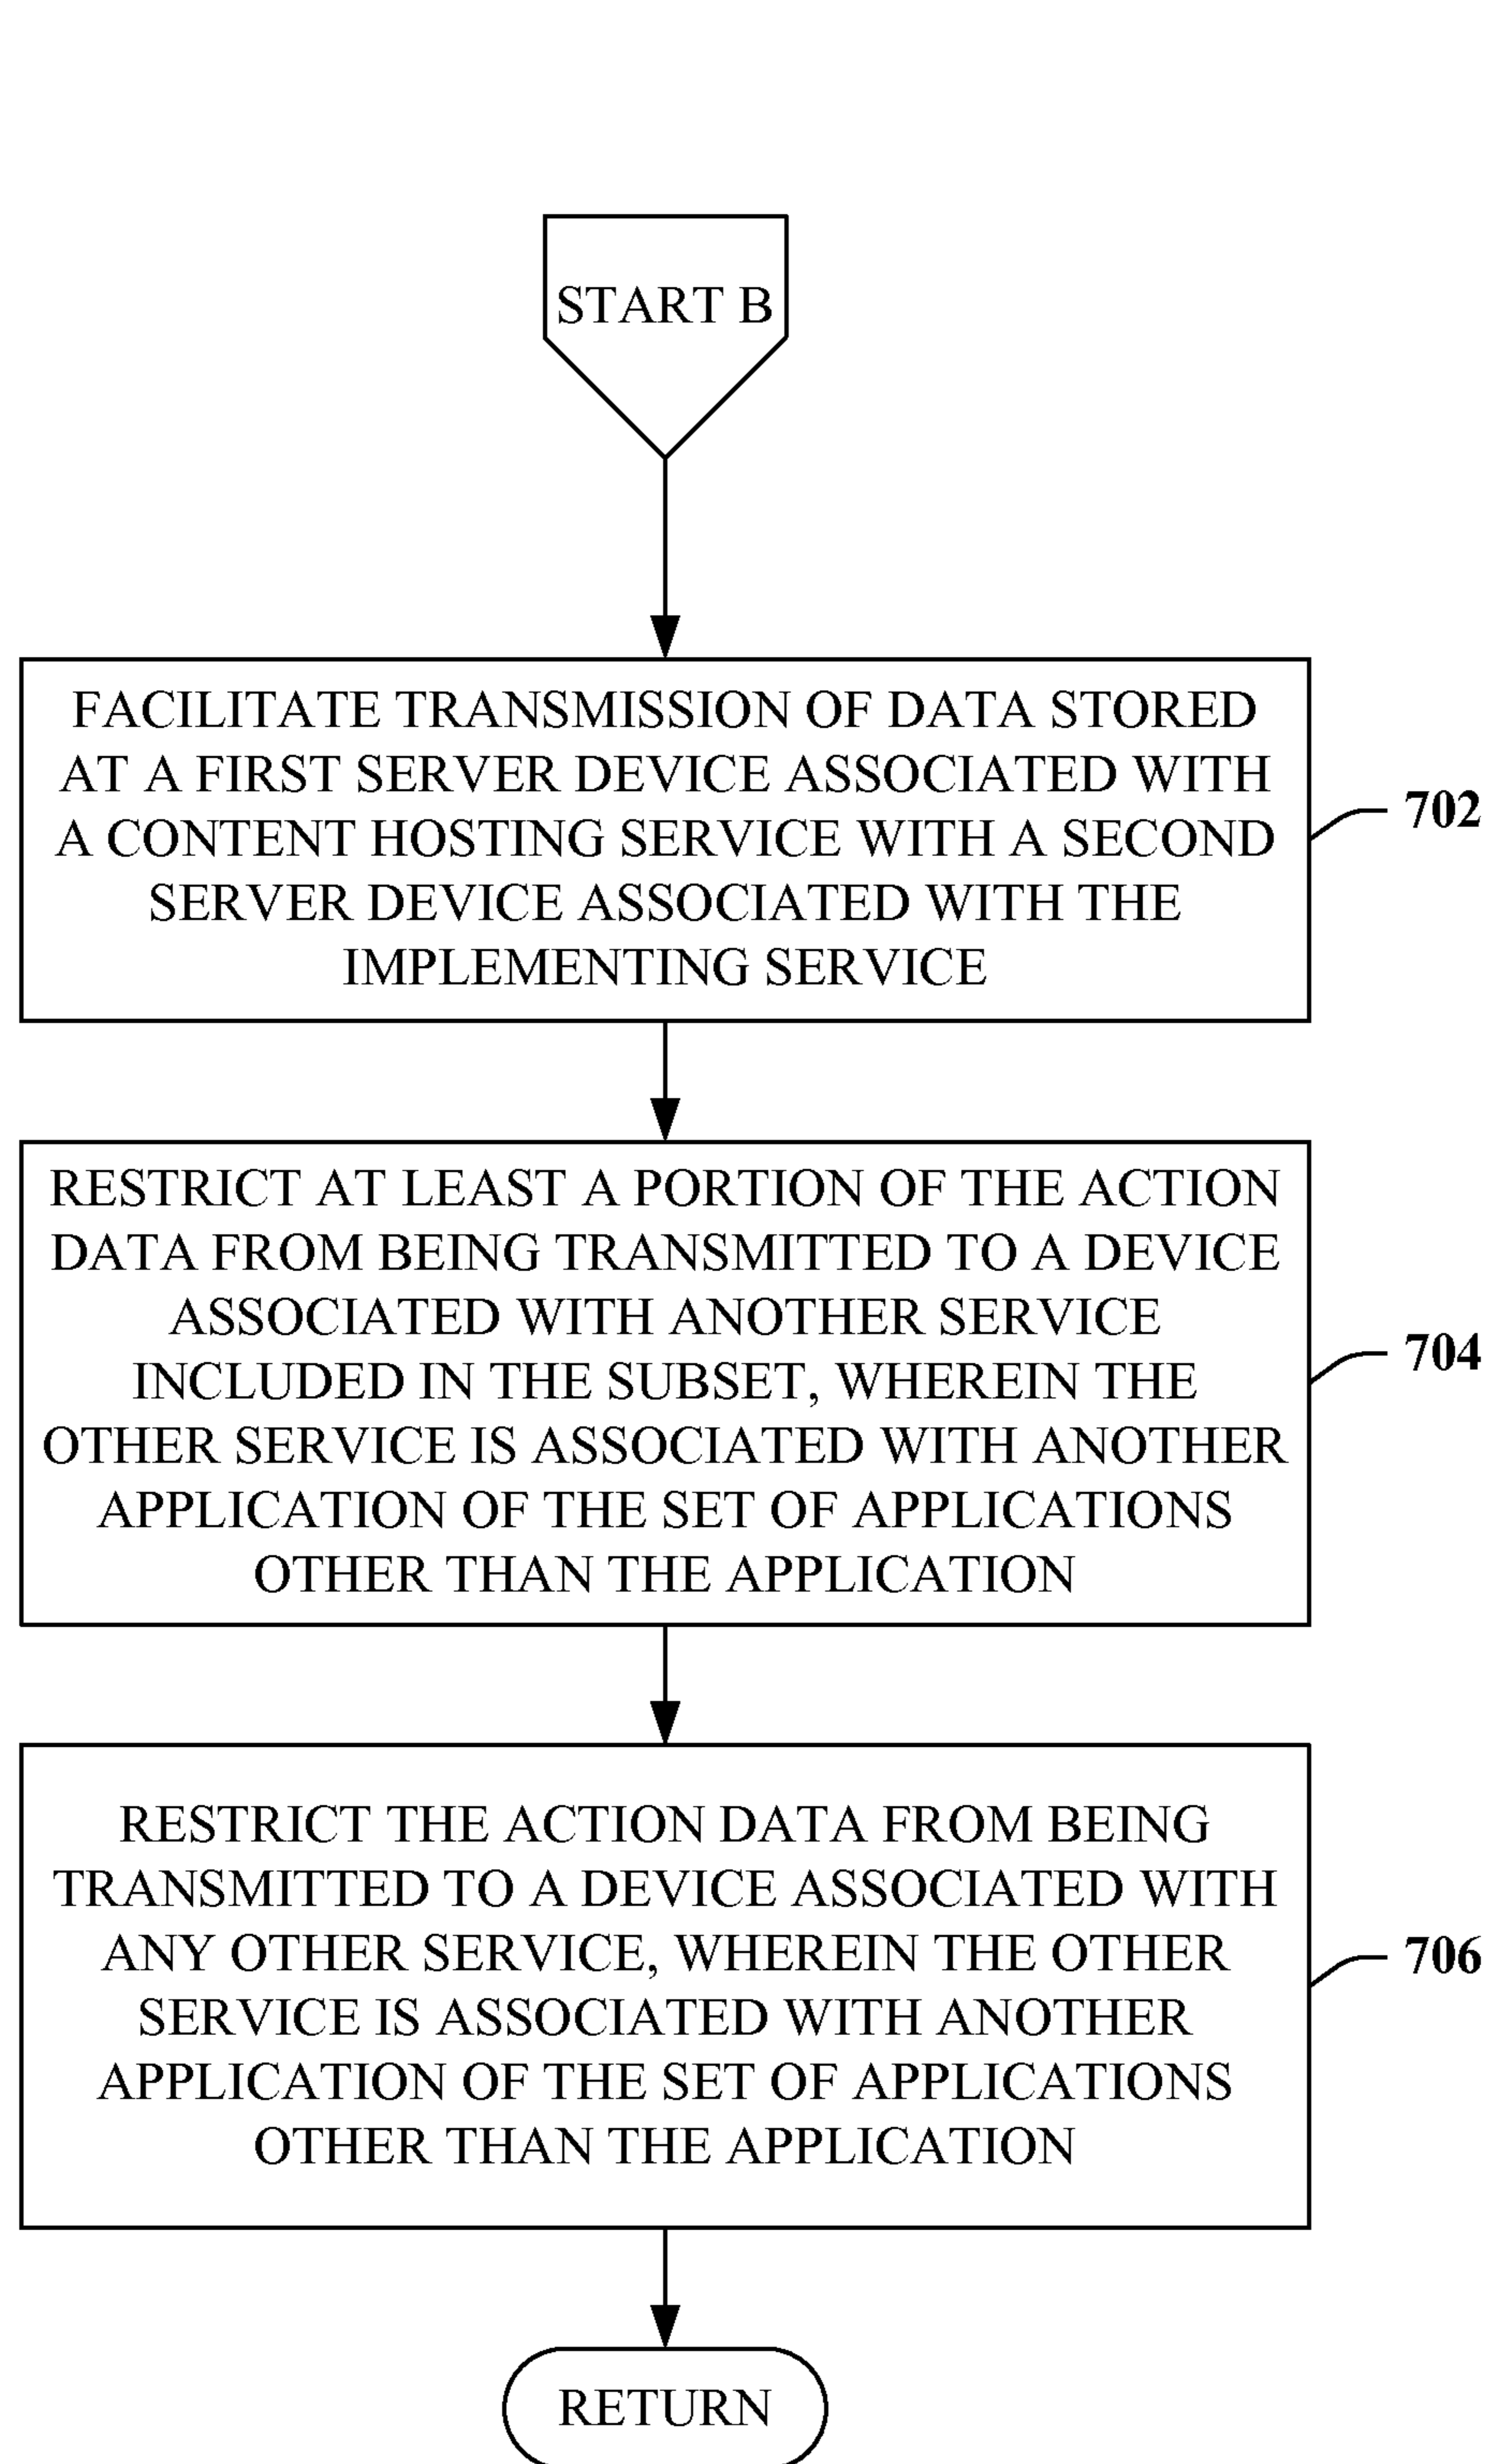 START B
FACILITATE TRANSMISSION OF DATA STORED
AT A FIRST SERVER DEVICE ASSOCIATED WITH
A CONTENT HOSTING SERVICE WITH A SECOND
SERVER DEVICE ASSOCIATED WITH THE
IMPLEMENTING SERVICE
702
RESTRICT AT LEAST A PORTION OF THE ACTION
DATA FROM BEING TRANSMITTED TO A DEVICE
ASSOCIATED WITH ANOTHER SERVICE
INCLUDED IN THE SUBSET, WHEREIN THE
OTHER SERVICE IS ASSOCIATED WITH ANOTHER
APPLICATION OF THE SET OF APPLICATIONS
OTHER THAN THE APPLICATION
704
RESTRICT THE ACTION DATA FROM BEING
TRANSMITTED TO A DEVICE ASSOCIATED WITH
ANY OTHER SERVICE, WHEREIN THE OTHER
SERVICE IS ASSOCIATED WITH ANOTHER
APPLICATION OF THE SET OF APPLICATIONS
OTHER THAN THE APPLICATION
706
RETURN